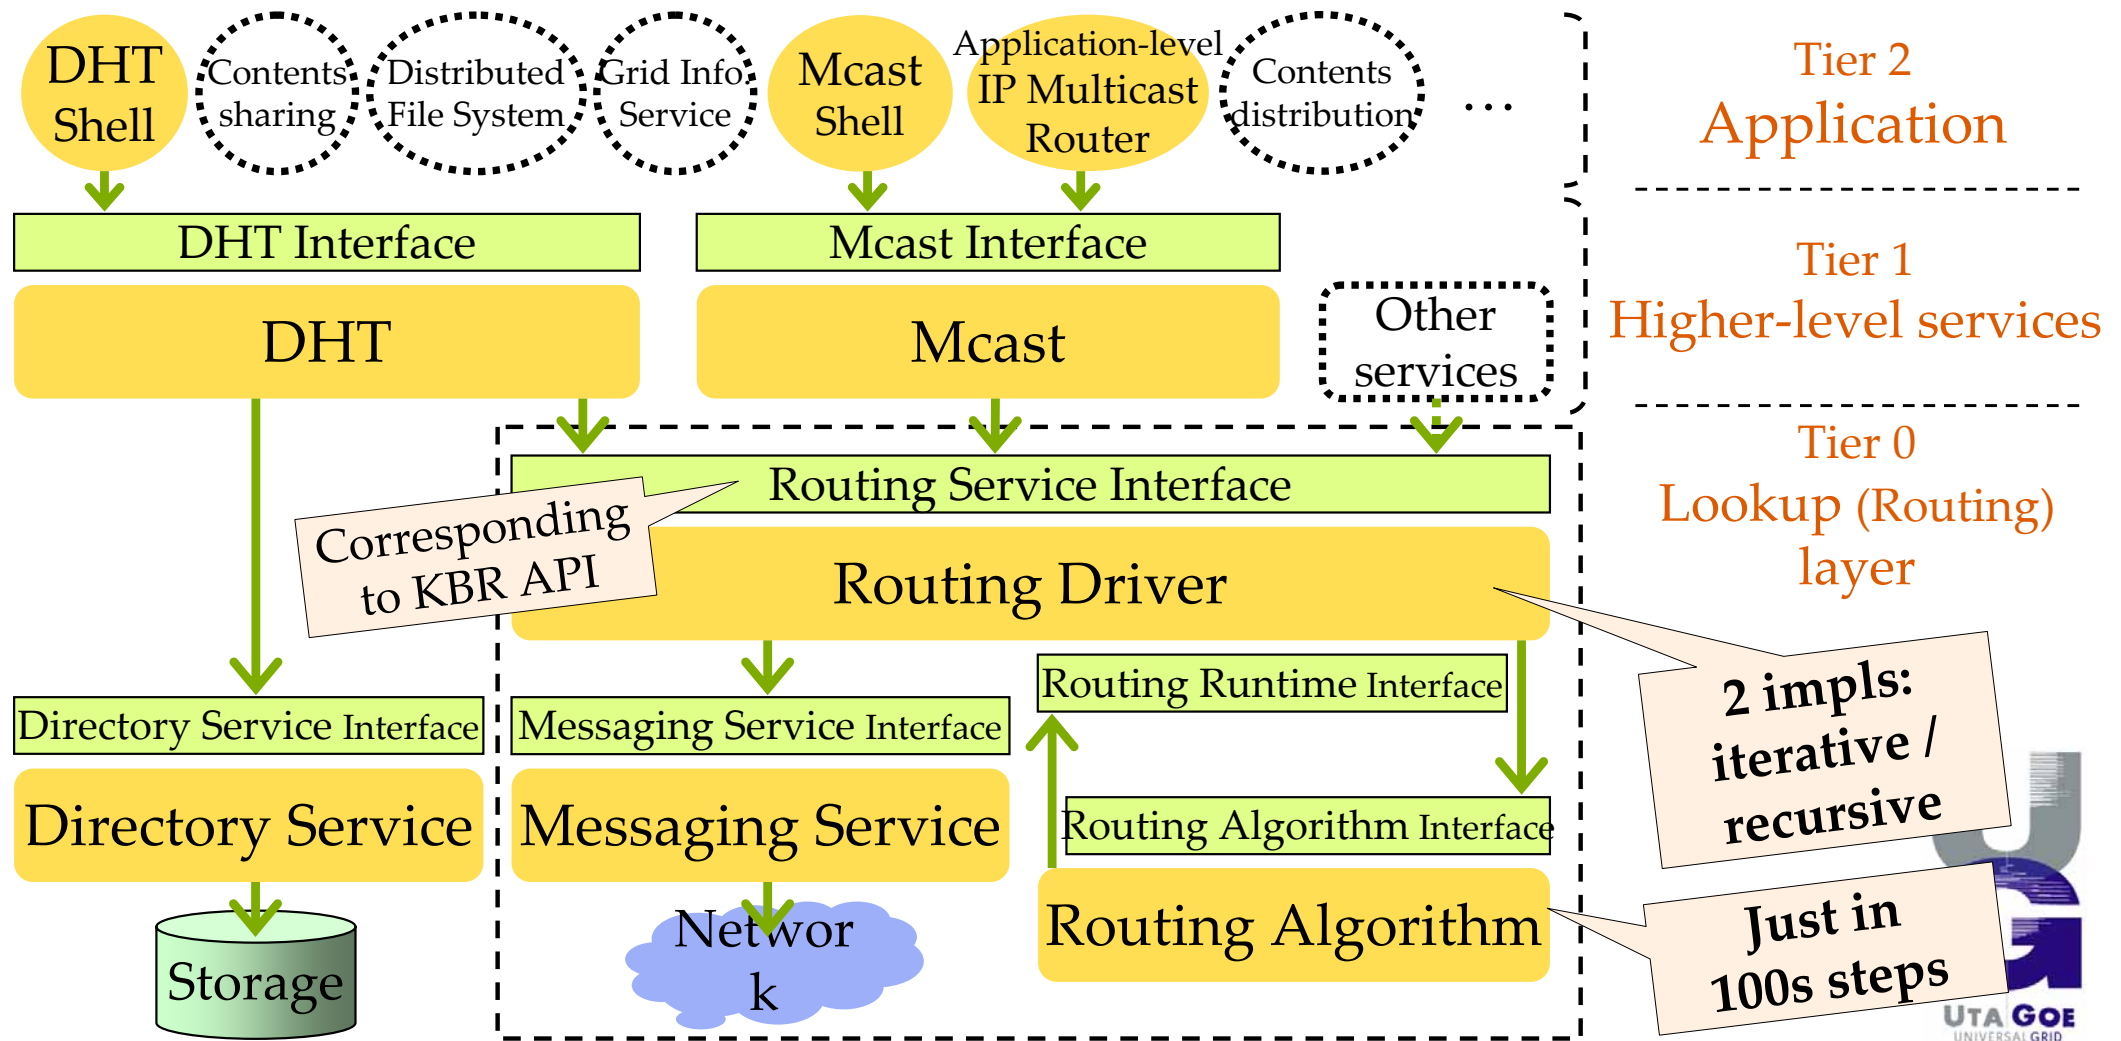 DHT
Shell
Contents
sharing
Distributed
File System
Grid Info.
Service
Mcast
Shell
Application-level
IP Multicast
Router
Contents
distribution
...
Tier 2
Application
DHT Interface
Mcast Interface
Tier 1
Higher-level services
DHT
Mcast
Other
services
Tier 0
Lookup (Routing)
layer
Routing Service Interface
Corresponding
to KBR API
Routing Driver
2 impls:
iterative /
recursive
Routing Runtime Interface
Directory Service Interface
Messaging Service Interface
Routing Algorithm Interface
Directory Service
Messaging Service
Routing Algorithm
Just in
100s steps
Storage
Networ
k
UTAGOE
UNIVERSAL GRID